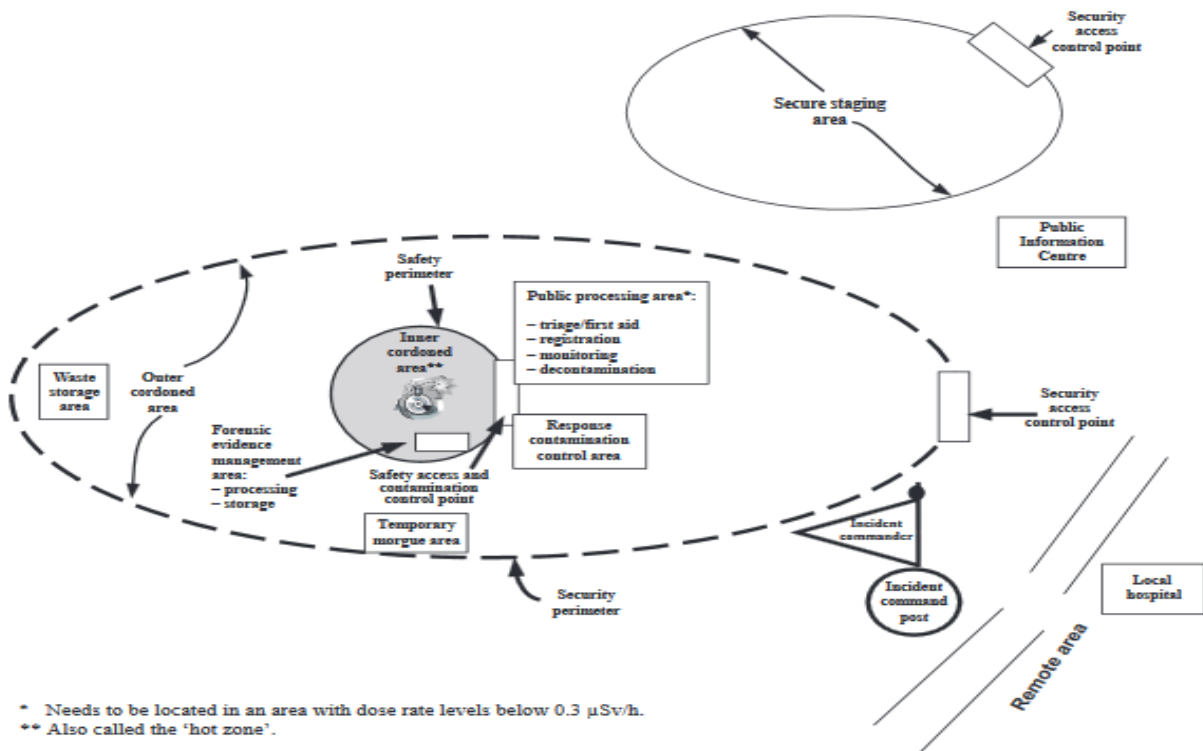 Security
access
control point
Secure staging
area
Public
Information
Centre
Safety
perimeter
Public processing area*:
– triage/first aid
– registration
– monitoring
– decontamination
Inner
cordoned
area**
Waste
storage
area
Outer
cordoned
area
Security
access
control point
Forensic
evidence
management
area:
– processing
– storage
Response
contamination
control area
Safety access and
contamination
control point
Temporary
morgue area
Incident
commander
Security
perimeter
Incident
command
post
Local
hospital
Remote area
* Needs to be located in an area with dose rate levels below 0.3 µSv/h.
** Also called the ‘hot zone’.